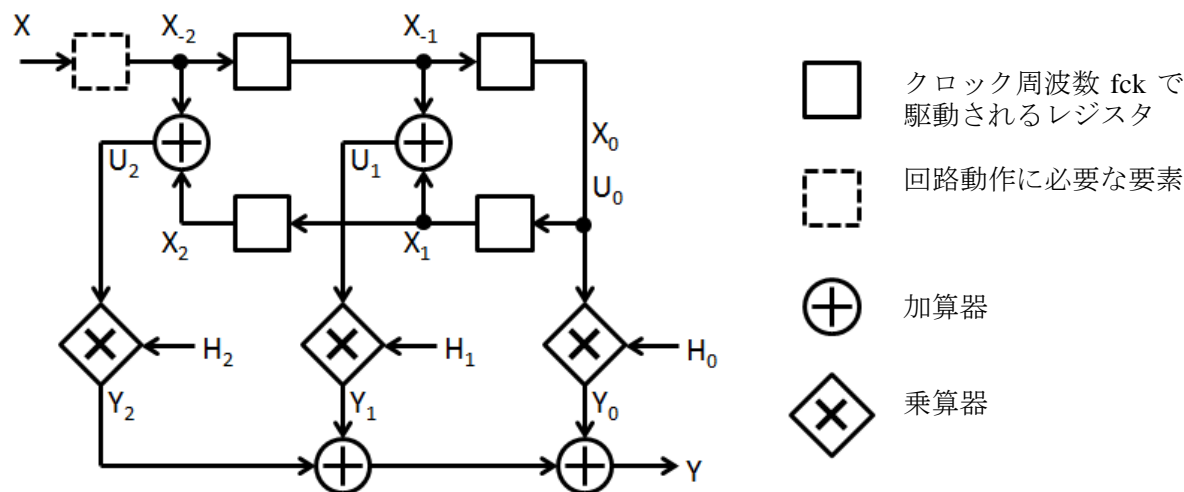 X
X-2
X-1
U2
U1
X0
U0
X2
X1
H2
H1
H0
Y2
Y1
Y0
Y
クロック周波数 fck で
駆動されるレジスタ
回路動作に必要な要素
加算器
乗算器